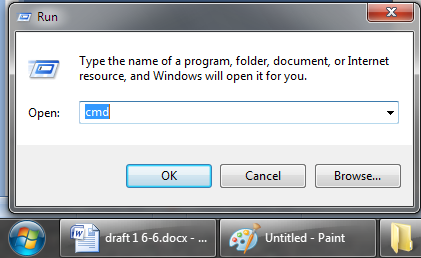 Run
Type the name of a program, folder, document, or Internet
resource, and Windows will open it for you.
Open: cmd
OK Cancel Browse...
draft 1 6-6.docx - ... Untitled - Paint